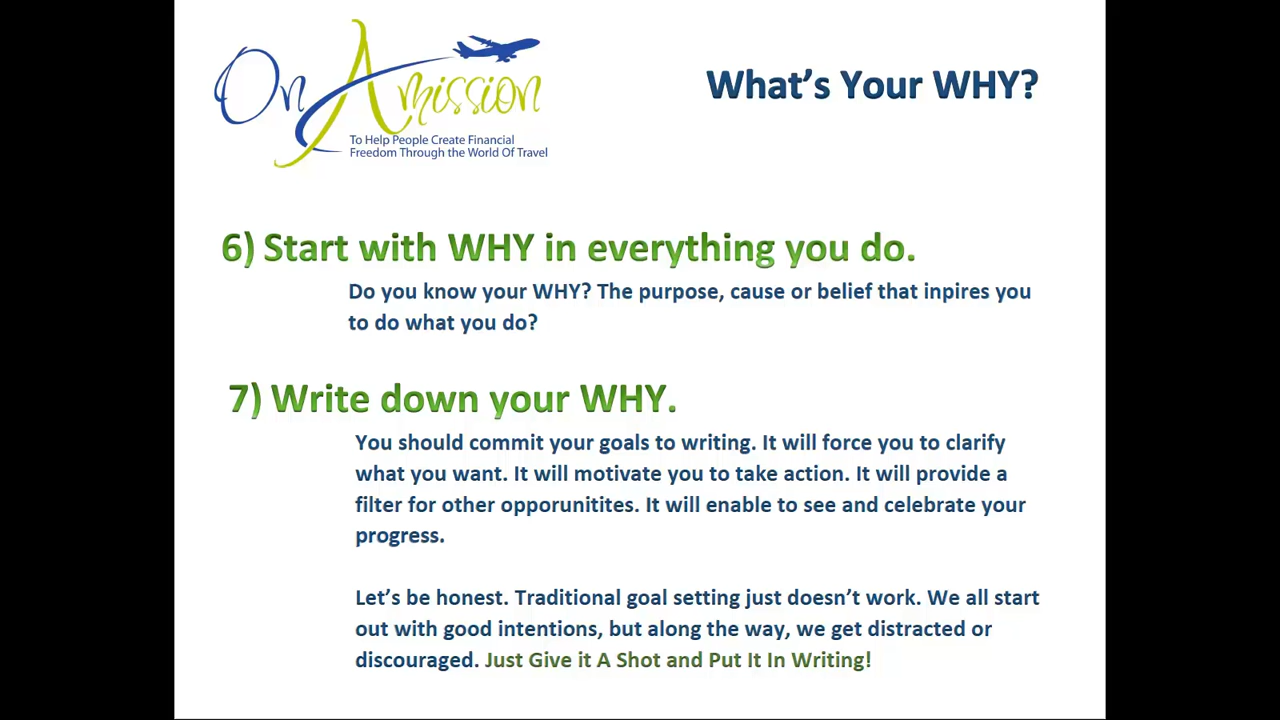 On A Mission
To Help People Create Financial
Freedom Through the World Of Travel
What's Your WHY?
6) Start with WHY in everything you do.
Do you know your WHY? The purpose, cause or belief that inpires you
to do what you do?
7) Write down your WHY.
You should commit your goals to writing. It will force you to clarify
what you want. It will motivate you to take action. It will provide a
filter for other opporunitites. It will enable to see and celebrate your
progress.
Let's be honest. Traditional goal setting just doesn't work. We all start
out with good intentions, but along the way, we get distracted or
discouraged. Just Give it A Shot and Put It In Writing!